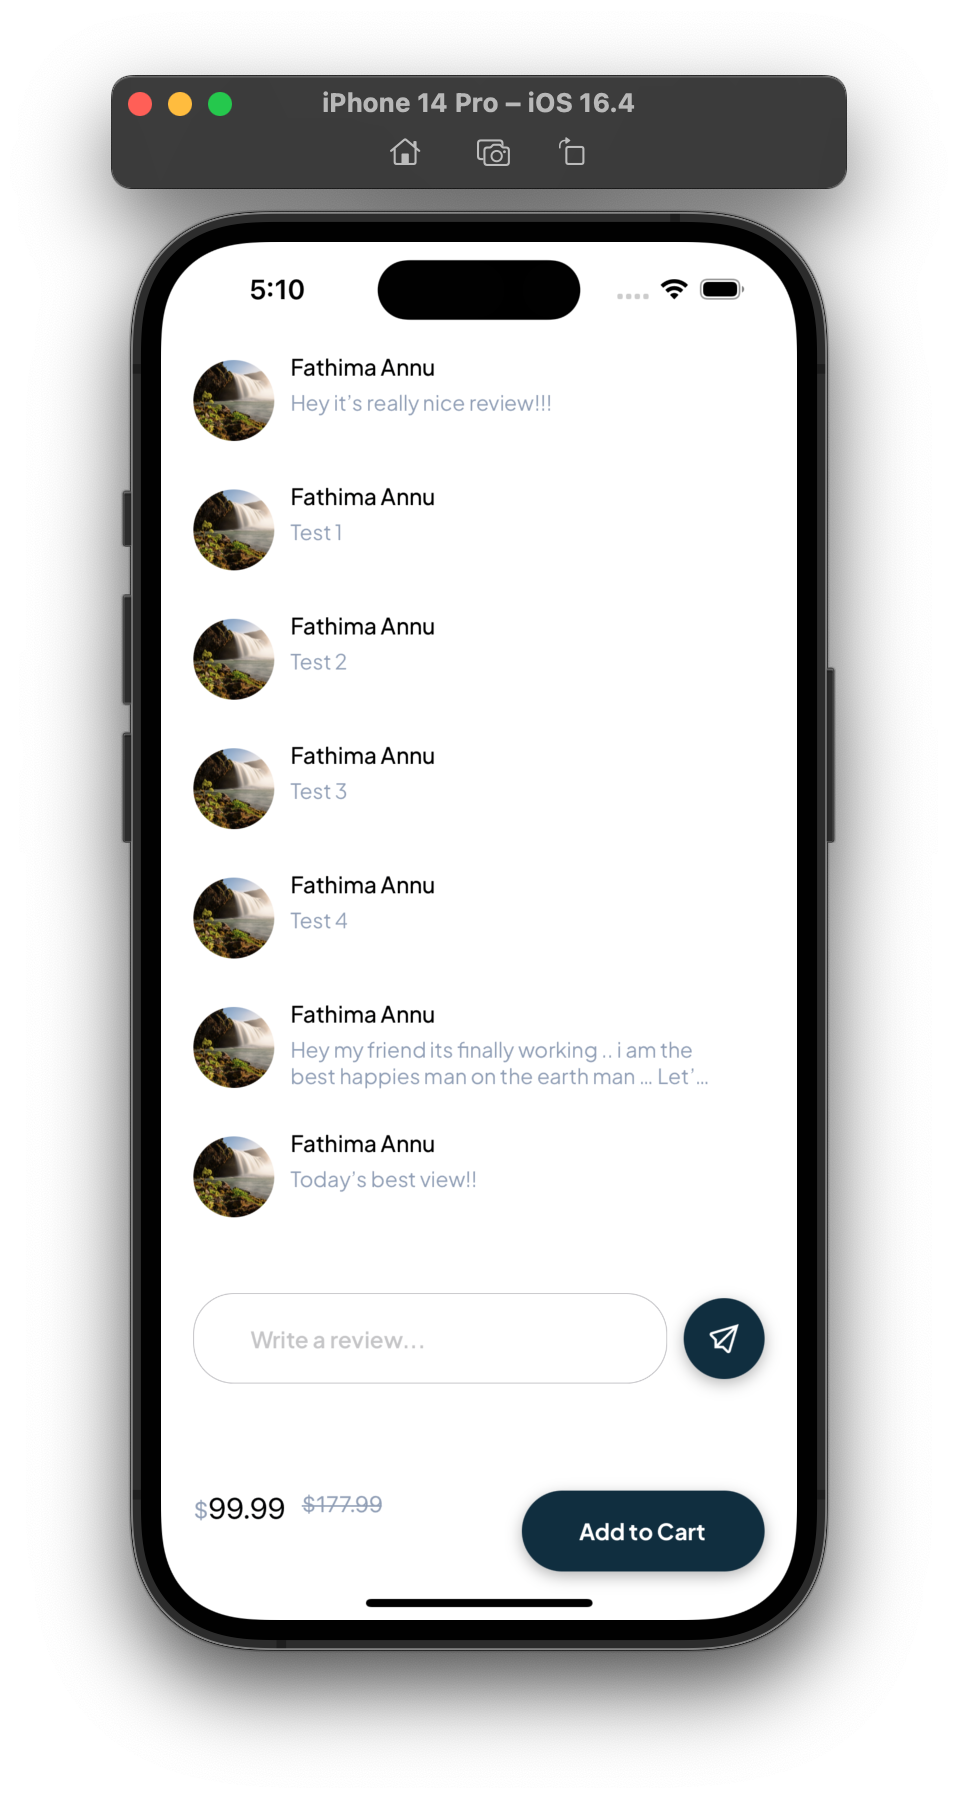 iPhone 14 Pro – iOS 16.4
5:10
Fathima Annu
Hey it's really nice review!!!
Fathima Annu
Test 1
Fathima Annu
Test 2
Fathima Annu
Test 3
Fathima Annu
Test 4
Fathima Annu
Hey my friend its finally working .. i am the
best happies man on the earth man ... Let'...
Fathima Annu
Today's best view!!
Write a review...
$99.99 $177.99
Add to Cart